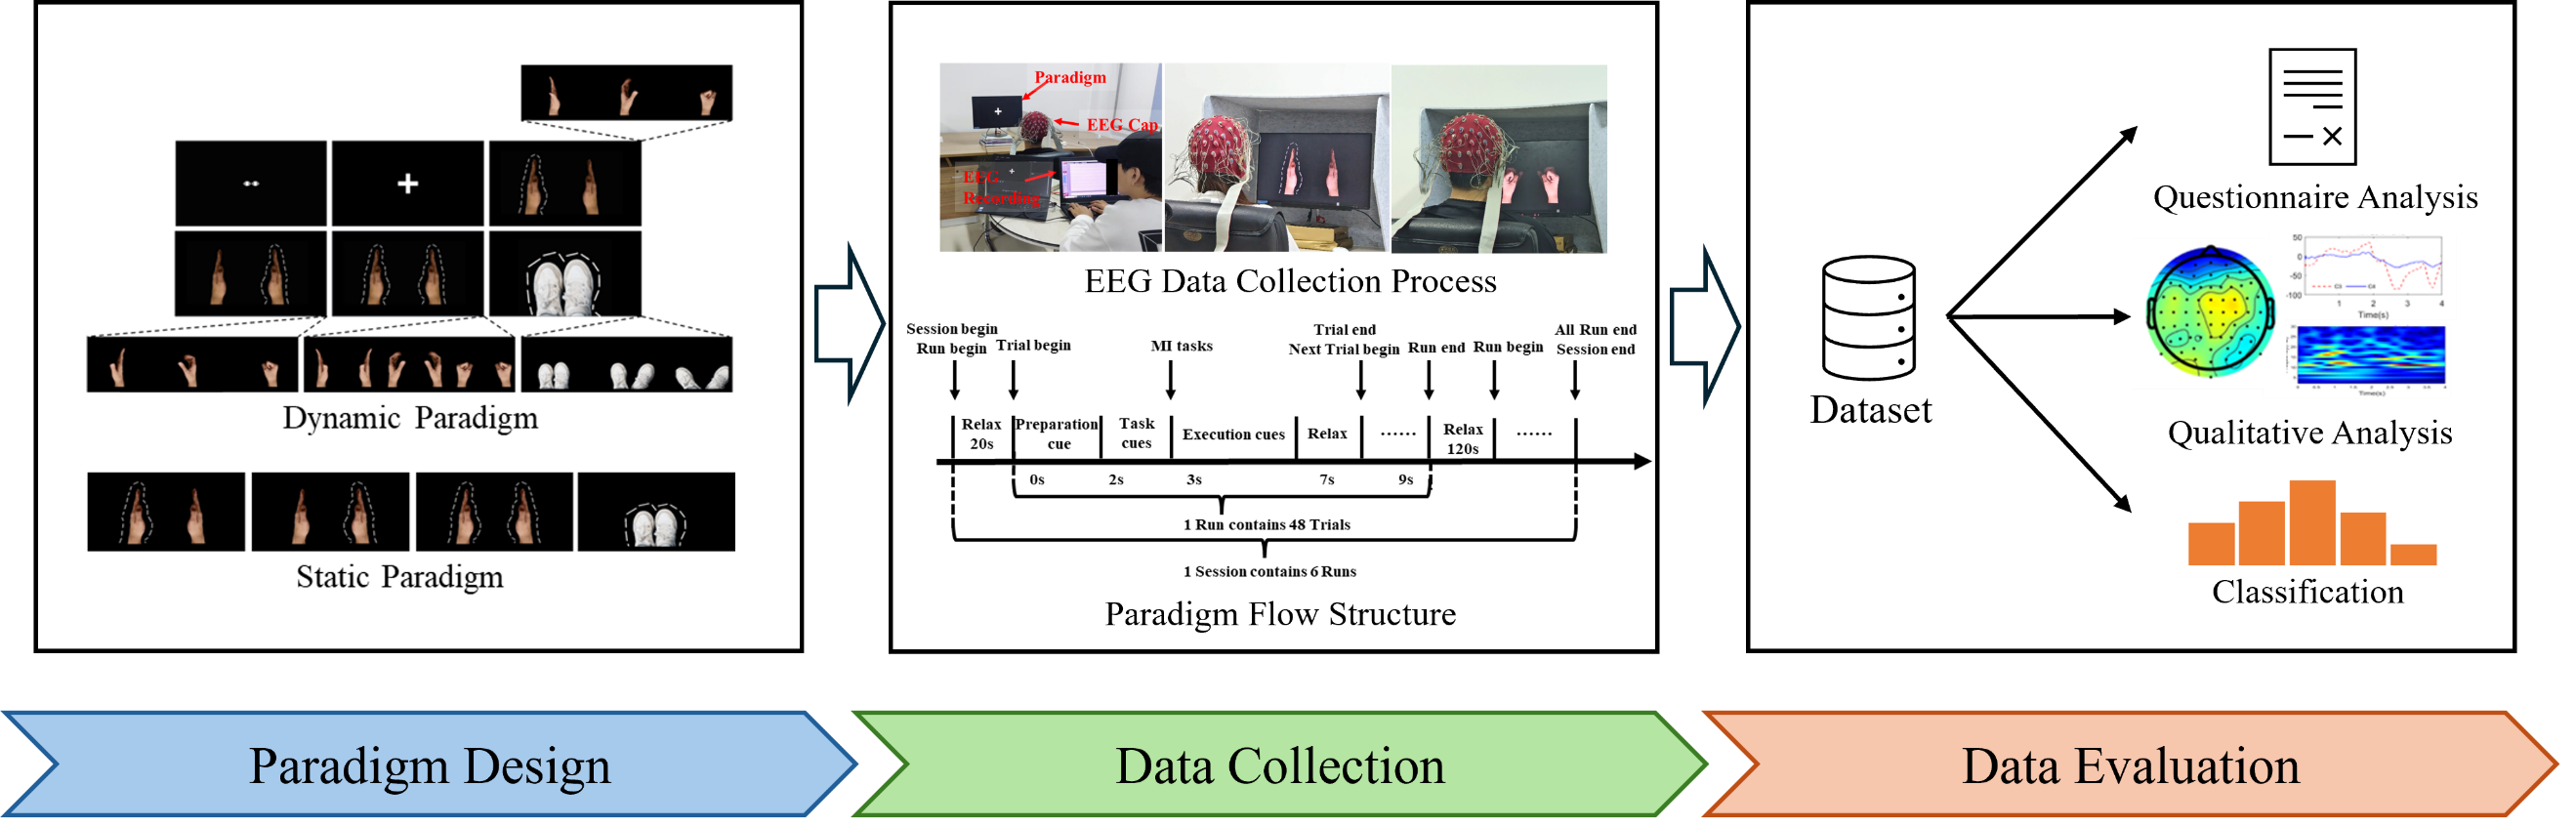 Dynamic Paradigm
Static Paradigm
Paradigm
EEG Cap
EEG
Recording
EEG Data Collection Process
Session begin
Run begin
Trial begin
MI tasks
Trial end
Next Trial begin
Run end
Run begin
All Run end
Session end
Relax
20s
Preparation
cue
Task
cues
Execution cues
Relax
......
Relax
120s
......
0s
2s
3s
7s
9s
1 Run contains 48 Trials
1 Session contains 6 Runs
Paradigm Flow Structure
Dataset
Questionnaire Analysis
50
0
-100
C3
C4
1
2
3
4
Time(s)
Time(s)
Qualitative Analysis
Classification
Paradigm Design
Data Collection
Data Evaluation